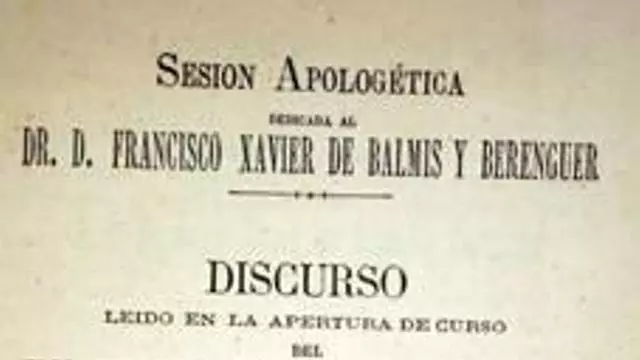 SESION APOLOGÉTICA
DEDICADA AL
DR. D. FRANCISCO XAVIER DE BALMIS Y BERENGUER
DISCURSO
LEIDO EN LA APERTURA DE CURSO
DEL